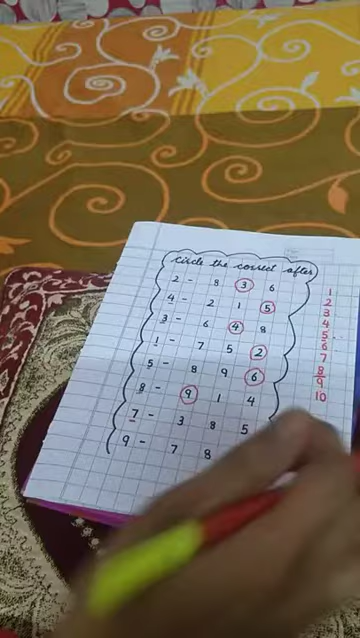 circle the correct after
2 - 8 3 6
4 - 2 1 5
3 - 6 4 8
1 - 7 5 2
5 - 8 9 6
8 - 9 1 4
7 - 3 8 5
9 - 7 8
1
2
3
4
5
6
7
8
9
10